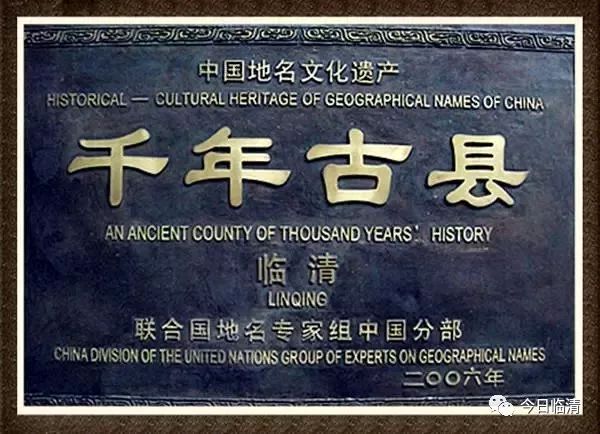 中国地名文化遗产
HISTORICAL — CULTURAL HERITAGE OF GEOGRAPHICAL NAMES OF CHINA
千年古县
AN ANCIENT COUNTY OF THOUSAND YEARS' HISTORY
临清
LINQING
联合国地名专家组中国分部
CHINA DIVISION OF THE UNITED NATIONS GROUP OF EXPERTS ON GEOGRAPHICAL NAMES
二〇〇六年
今日临清